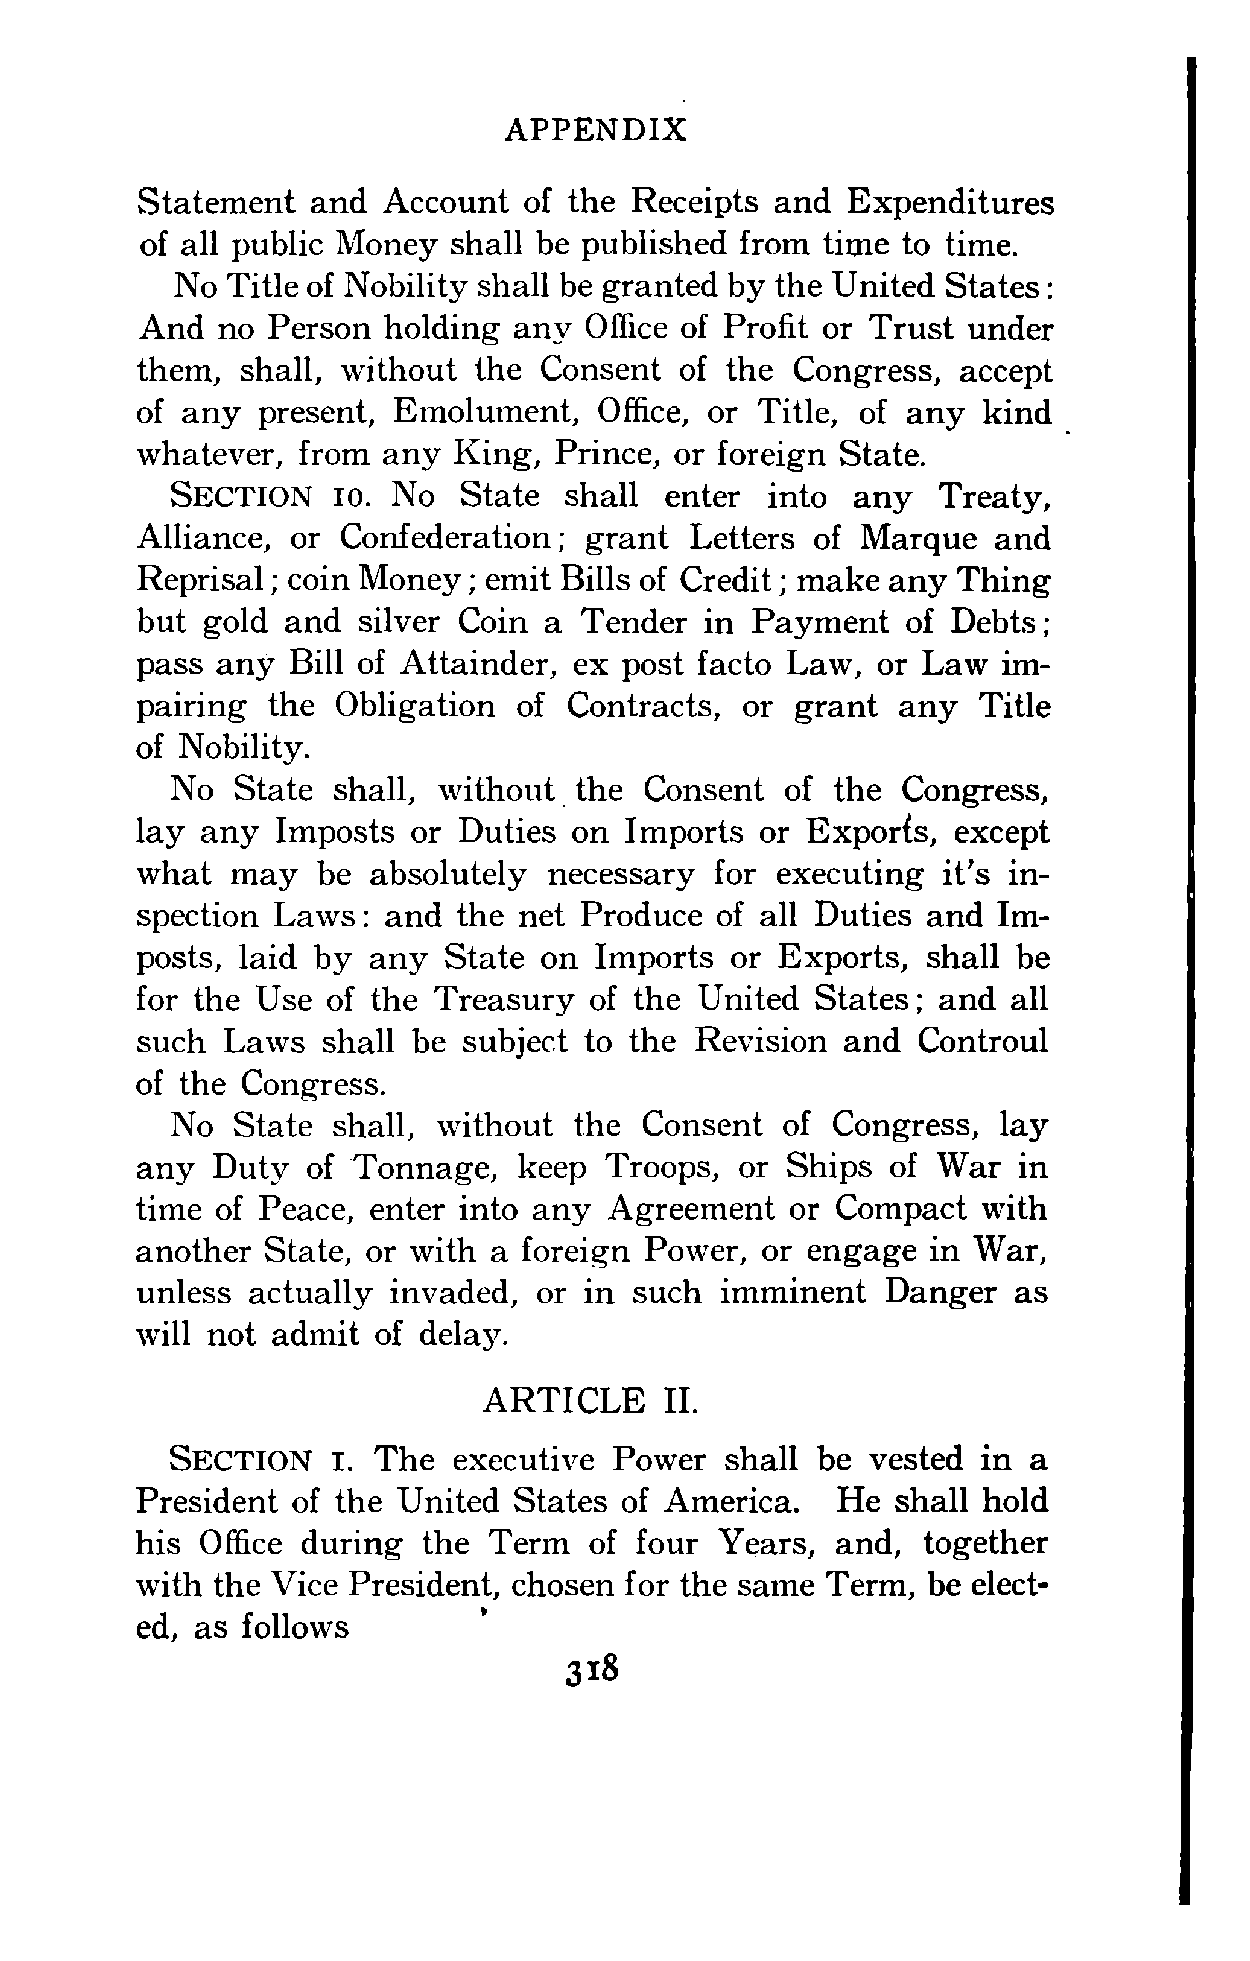 APPENDIX
Statement and Account of the Receipts and Expenditures
of all public Money shall be published from time to time.
No Title of Nobility shall be granted by the United States:
And no Person holding any Office of Profit or Trust under
them, shall, without the Consent of the Congress, accept
of any present, Emolument, Office, or Title, of any kind
whatever, from any King, Prince, or foreign State.
SECTION 10. No State shall enter into any Treaty,
Alliance, or Confederation; grant Letters of Marque and
Reprisal; coin Money; emit Bills of Credit; make any Thing
but gold and silver Coin a Tender in Payment of Debts;
pass any Bill of Attainder, ex post facto Law, or Law im-
pairing the Obligation of Contracts, or grant any Title
of Nobility.
No State shall, without the Consent of the Congress,
lay any Imposts or Duties on Imports or Exports, except
what may be absolutely necessary for executing it's in-
spection Laws: and the net Produce of all Duties and Im-
posts, laid by any State on Imports or Exports, shall be
for the Use of the Treasury of the United States; and all
such Laws shall be subject to the Revision and Controul
of the Congress.
No State shall, without the Consent of Congress, lay
any Duty of Tonnage, keep Troops, or Ships of War in
time of Peace, enter into any Agreement or Compact with
another State, or with a foreign Power, or engage in War,
unless actually invaded, or in such imminent Danger as
will not admit of delay.
ARTICLE II.
SECTION 1. The executive Power shall be vested in a
President of the United States of America. He shall hold
his Office during the Term of four Years, and, together
with the Vice President, chosen for the same Term, be elect-
ed, as follows
318